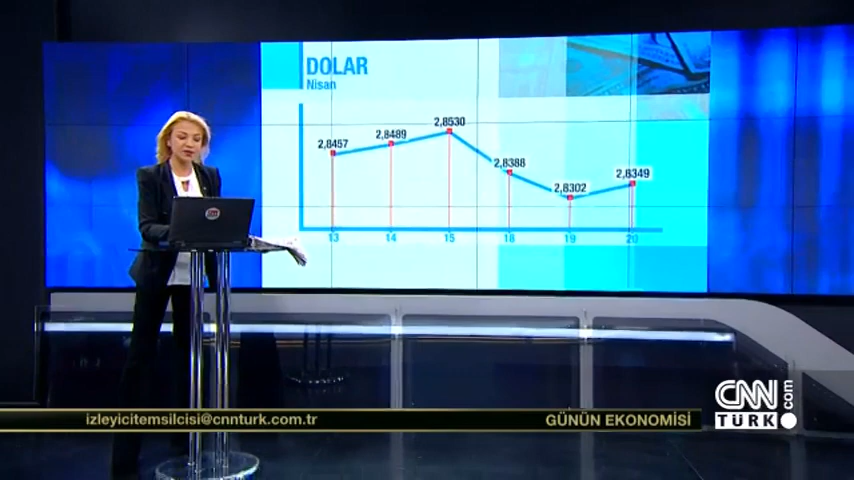 DOLAR
Nisan
2,8457
2,8489
2,8530
2,8388
2,8302
2,8349
13
14
15
18
19
20
izleyicitemsilcisi@cnnturk.com.tr
GÜNÜN EKONOMİSİ
CNN
TÜRK
.com